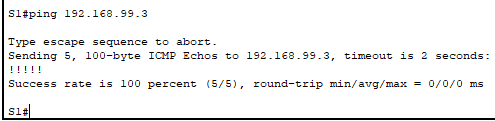 S1#ping 192.168.99.3
Type escape sequence to abort.
Sending 5, 100-byte ICMP Echos to 192.168.99.3, timeout is 2 seconds:
!!!!!
Success rate is 100 percent (5/5), round-trip min/avg/max = 0/0/0 ms
S1#